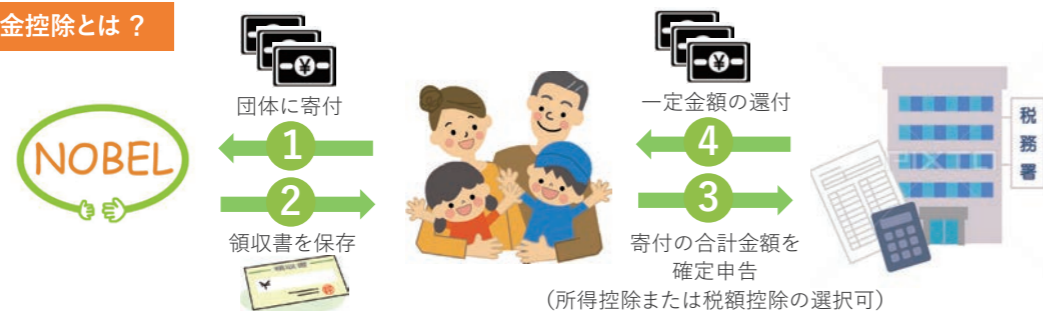 金控除とは？
団体に寄付
1
NOBEL
2
領収書を保存
領収書
¥
一定金額の還付
4
3
寄付の合計金額を
確定申告
（所得控除または税額控除の選択可）
税務署